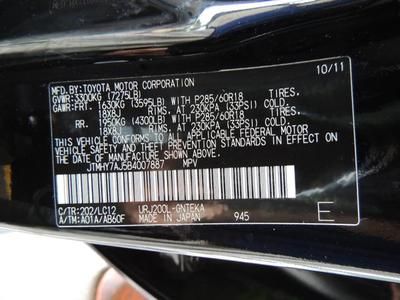 10/11
MFD.BY:TOYOTA MOTOR CORPORATION
GVWR:3300KG (7275LB)
GAWR:FRT. 1630KG (3595LB) WITH P285/60R18 TIRES,
18X8J RIMS, AT 230KPA (33PSI) COLD.
RR. 1950KG (4300LB) WITH P285/60R18 TIRES,
18X8J RIMS, AT 230KPA (33PSI) COLD.
THIS VEHICLE CONFORMS TO ALL APPLICABLE FEDERAL MOTOR
VEHICLE SAFETY AND THEFT PREVENTION STANDARDS IN EFFECT
ON THE DATE OF MANUFACTURE SHOWN ABOVE.
JTMHY7AJ5B4007887 MPV
C/TR:202/LC12 URJ200L-GNTEKA
A/TM:A01A/AB60F MADE IN JAPAN 945 E